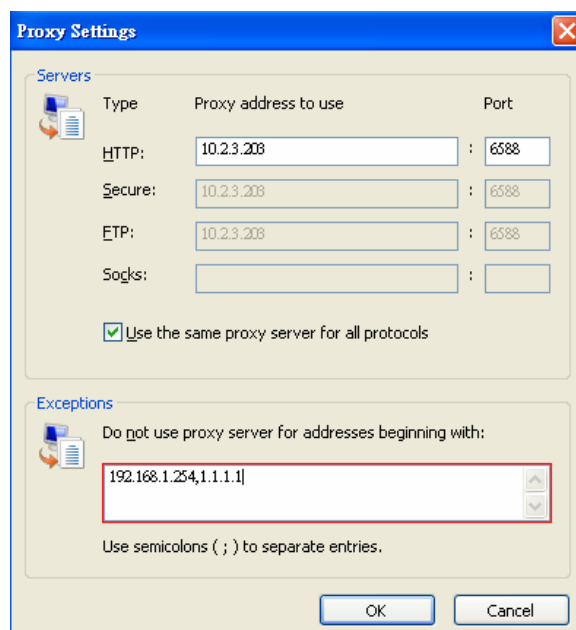 Proxy Settings
Servers
Type Proxy address to use Port
HTTP: 10.2.3.203 : 6588
Secure: 10.2.3.203 : 6588
FTP: 10.2.3.203 : 6588
Socks: :
Use the same proxy server for all protocols
Exceptions
Do not use proxy server for addresses beginning with:
192.168.1.254,1.1.1.1
Use semicolons ( ; ) to separate entries.
OK Cancel